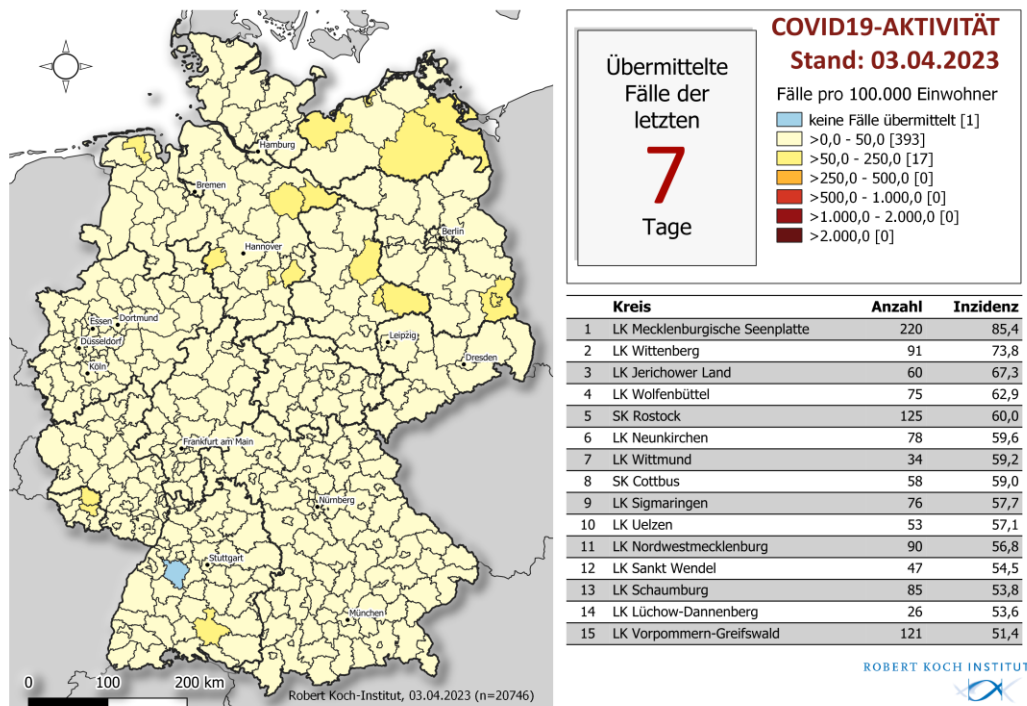 COVID19-AKTIVITÄT
Stand: 03.04.2023
Übermittelte
Fälle der
letzten
7
Tage
Fälle pro 100.000 Einwohner
keine Fälle übermittelt [1]
>0,0 - 50,0 [393]
>50,0 - 250,0 [17]
>250,0 - 500,0 [0]
>500,0 - 1.000,0 [0]
>1.000,0 - 2.000,0 [0]
>2.000,0 [0]
Hamburg
Bremen
Berlin
Hannover
Essen
Dortmund
Düsseldorf
Köln
Leipzig
Dresden
Frankfurt am Main
Nürnberg
Stuttgart
München
0 100 200 km
Robert Koch-Institut, 03.04.2023 (n=20746)
Kreis Anzahl Inzidenz
1 LK Mecklenburgische Seenplatte 220 85,4
2 LK Wittenberg 91 73,8
3 LK Jerichower Land 60 67,3
4 LK Wolfenbüttel 75 62,9
5 SK Rostock 125 60,0
6 LK Neunkirchen 78 59,6
7 LK Wittmund 34 59,2
8 SK Cottbus 58 59,0
9 LK Sigmaringen 76 57,7
10 LK Uelzen 53 57,1
11 LK Nordwestmecklenburg 90 56,8
12 LK Sankt Wendel 47 54,5
13 LK Schaumburg 85 53,8
14 LK Lüchow-Dannenberg 26 53,6
15 LK Vorpommern-Greifswald 121 51,4
ROBERT KOCH INSTITUT